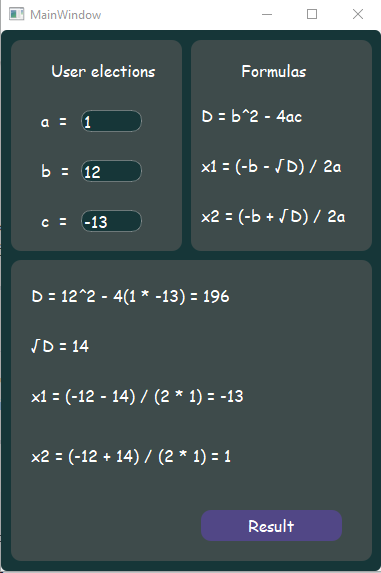 MainWindow
User elections
a = 1
b = 12
c = -13
Formulas
D = b^2 - 4ac
x1 = (-b - √D) / 2a
x2 = (-b + √D) / 2a
D = 12^2 - 4(1 * -13) = 196
√D = 14
x1 = (-12 - 14) / (2 * 1) = -13
x2 = (-12 + 14) / (2 * 1) = 1
Result